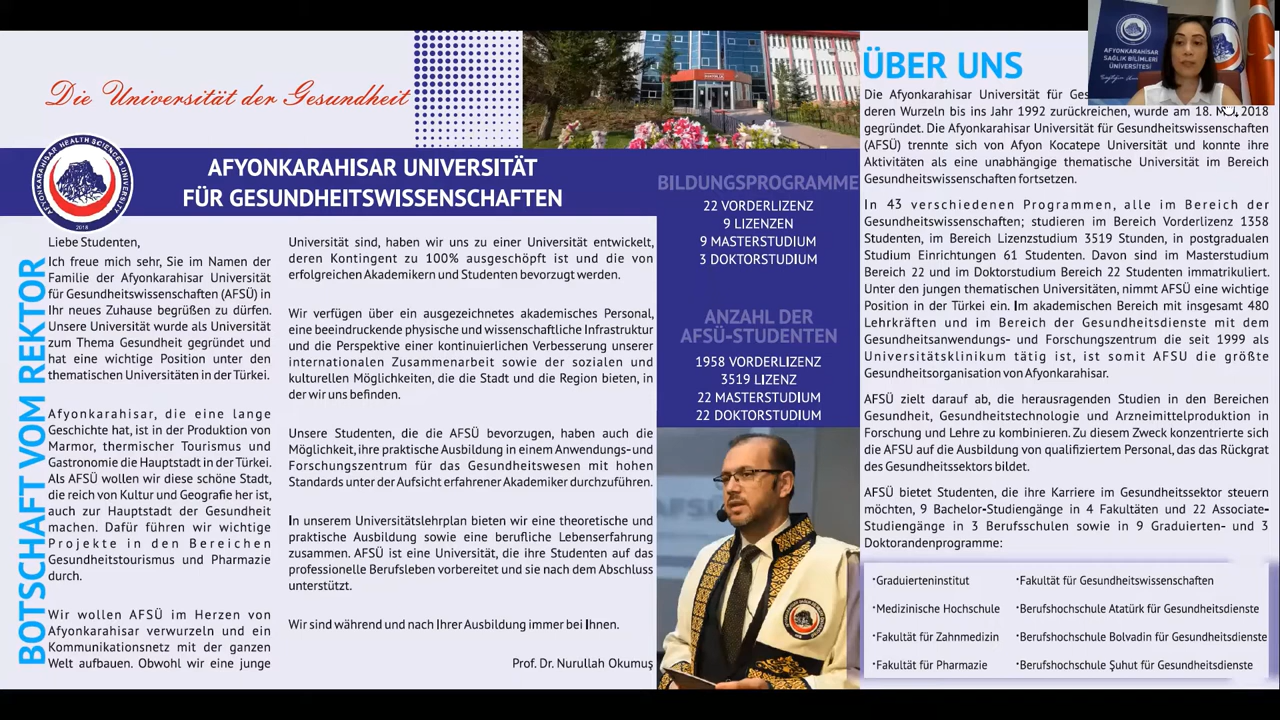 Die Universität der Gesundheit
AFYONKARAHISAR HEALTH SCIENCES UNIVERSITY
2018
AFYONKARAHISAR UNIVERSITÄT
FÜR GESUNDHEITSWISSENSCHAFTEN
BOTSCHAFT VOM REKTOR
Liebe Studenten,
Ich freue mich sehr, Sie im Namen der
Familie der Afyonkarahisar Universität
für Gesundheitswissenschaften (AFSÜ) in
Ihr neues Zuhause begrüßen zu dürfen.
Unsere Universität wurde als Universität
zum Thema Gesundheit gegründet und
hat eine wichtige Position unter den
thematischen Universitäten in der Türkei.
Afyonkarahisar, die eine lange
Geschichte hat, ist in der Produktion von
Marmor, thermischer Tourismus und
Gastronomie die Hauptstadt in der Türkei.
Als AFSÜ wollen wir diese schöne Stadt,
die reich von Kultur und Geografie her ist,
auch zur Hauptstadt der Gesundheit
machen. Dafür führen wir wichtige
Projekte in den Bereichen
Gesundheitstourismus und Pharmazie
durch.
Wir wollen AFSÜ im Herzen von
Afyonkarahisar verwurzeln und ein
Kommunikationsnetz mit der ganzen
Welt aufbauen. Obwohl wir eine junge
Universität sind, haben wir uns zu einer Universität entwickelt,
deren Kontingent zu 100% ausgeschöpft ist und die von
erfolgreichen Akademikern und Studenten bevorzugt werden.
Wir verfügen über ein ausgezeichnetes akademisches Personal,
eine beeindruckende physische und wissenschaftliche Infrastruktur
und die Perspektive einer kontinuierlichen Verbesserung unserer
internationalen Zusammenarbeit sowie der sozialen und
kulturellen Möglichkeiten, die die Stadt und die Region bieten, in
der wir uns befinden.
Unsere Studenten, die die AFSÜ bevorzugen, haben auch die
Möglichkeit, ihre praktische Ausbildung in einem Anwendungs-und
Forschungszentrum für das Gesundheitswesen mit hohen
Standards unter der Aufsicht erfahrener Akademiker durchzuführen.
In unserem Universitätslehrplan bieten wir eine theoretische und
praktische Ausbildung sowie eine berufliche Lebenserfahrung
zusammen. AFSÜ ist eine Universität, die ihre Studenten auf das
professionelle Berufsleben vorbereitet und sie nach dem Abschluss
unterstützt.
Wir sind während und nach Ihrer Ausbildung immer bei Ihnen.
Prof. Dr. Nurullah Okumuş
BILDUNGSPROGRAMME
22 VORDERLIZENZ
9 LIZENZEN
9 MASTERSTUDIUM
3 DOKTORSTUDIUM
ANZAHL DER
AFSÜ-STUDENTEN
1958 VORDERLIZENZ
3519 LIZENZ
22 MASTERSTUDIUM
22 DOKTORSTUDIUM
ÜBER UNS
Die Afyonkarahisar Universität für
deren Wurzeln bis ins Jahr 1992 zurückreichen, wurde am 18. 2018
gegründet. Die Afyonkarahisar Universität für Gesundheitswissenschaften
(AFSÜ) trennte sich von Afyon Kocatepe Universität und konnte ihre
Aktivitäten als eine unabhängige thematische Universität im Bereich
Gesundheitswissenschaften fortsetzen.
In 43 verschiedenen Programmen, alle im Bereich der
Gesundheitswissenschaften; studieren im Bereich Vorderlizenz 1358
Studenten, im Bereich Lizenzstudium 3519 Stunden, in postgradualen
Studium Einrichtungen 61 Studenten. Davon sind im Masterstudium
Bereich 22 und im Doktorstudium Bereich 22 Studenten immatrikuliert.
Unter den jungen thematischen Universitäten, nimmt AFSÜ eine wichtige
Position in der Türkei ein. Im akademischen Bereich mit insgesamt 480
Lehrkräften und im Bereich der Gesundheitsdienste mit dem
Gesundheitsanwendungs- und Forschungszentrum die seit 1999 als
Universitätsklinikum tätig ist, ist somit AFSU die größte
Gesundheitsorganisation von Afyonkarahisar.
AFSÜ zielt darauf ab, die herausragenden Studien in den Bereichen
Gesundheit, Gesundheitstechnologie und Arzneimittelproduktion in
Forschung und Lehre zu kombinieren. Zu diesem Zweck konzentrierte sich
die AFSU auf die Ausbildung von qualifiziertem Personal, das das Rückgrat
des Gesundheitssektors bildet.
AFSÜ bietet Studenten, die ihre Karriere im Gesundheitssektor steuern
möchten, 9 Bachelor-Studiengänge in 4 Fakultäten und 22 Associate-
Studiengänge in 3 Berufsschulen sowie in 9 Graduierten- und 3
Doktorandenprogramme:
·Graduierteninstitut
·Medizinische Hochschule
·Fakultät für Zahnmedizin
·Fakultät für Pharmazie
·Fakultät für Gesundheitswissenschaften
·Berufshochschule Atatürk für Gesundheitsdienste
·Berufshochschule Bolvadin für Gesundheitsdienste
·Berufshochschule Şuhut für Gesundheitsdienste
AFYONKARAHİSAR
SAĞLIK BİLİMLERİ
ÜNİVERSİTESİ